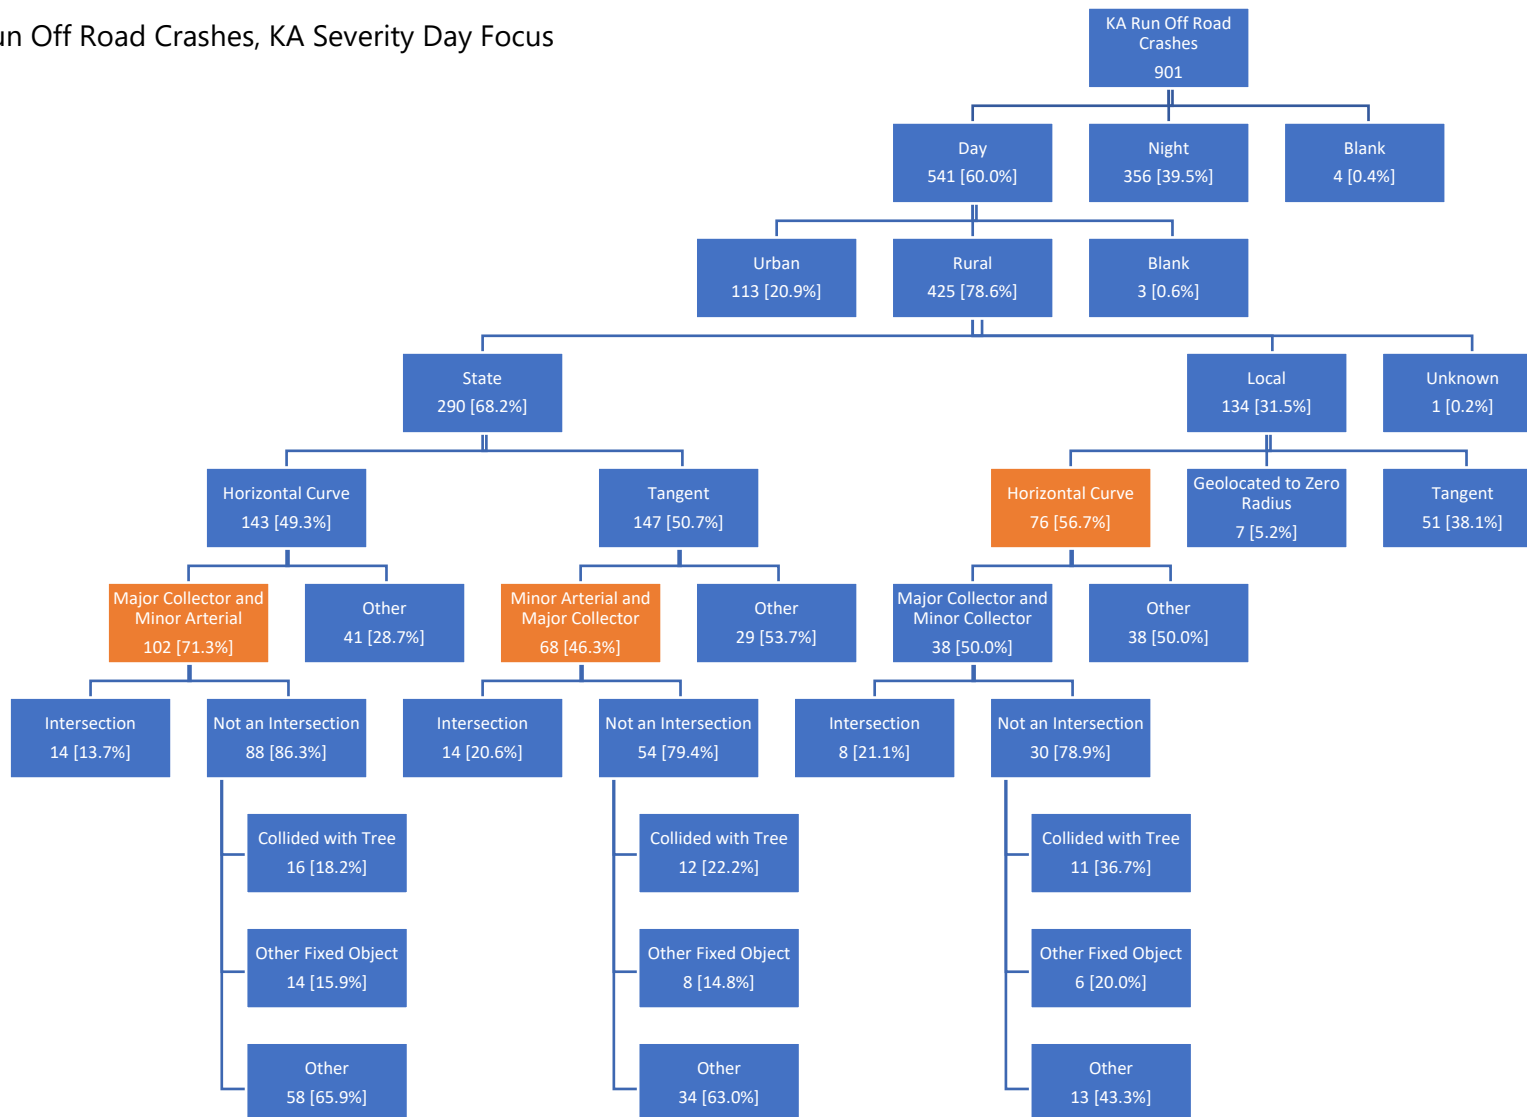 un Off Road Crashes, KA Severity Day Focus
KA Run Off Road
Crashes
901
Day
541 [60.0%]
Night
356 [39.5%]
Blank
4 [0.4%]
Urban
113 [20.9%]
Rural
425 [78.6%]
Blank
3 [0.6%]
State
290 [68.2%]
Local
134 [31.5%]
Unknown
1 [0.2%]
Horizontal Curve
143 [49.3%]
Tangent
147 [50.7%]
Horizontal Curve
76 [56.7%]
Geolocated to Zero
Radius
7 [5.2%]
Tangent
51 [38.1%]
Major Collector and
Minor Arterial
102 [71.3%]
Other
41 [28.7%]
Minor Arterial and
Major Collector
68 [46.3%]
Other
29 [53.7%]
Major Collector and
Minor Collector
38 [50.0%]
Other
38 [50.0%]
Intersection
14 [13.7%]
Not an Intersection
88 [86.3%]
Intersection
14 [20.6%]
Not an Intersection
54 [79.4%]
Intersection
8 [21.1%]
Not an Intersection
30 [78.9%]
Collided with Tree
16 [18.2%]
Collided with Tree
12 [22.2%]
Collided with Tree
11 [36.7%]
Other Fixed Object
14 [15.9%]
Other Fixed Object
8 [14.8%]
Other Fixed Object
6 [20.0%]
Other
58 [65.9%]
Other
34 [63.0%]
Other
13 [43.3%]